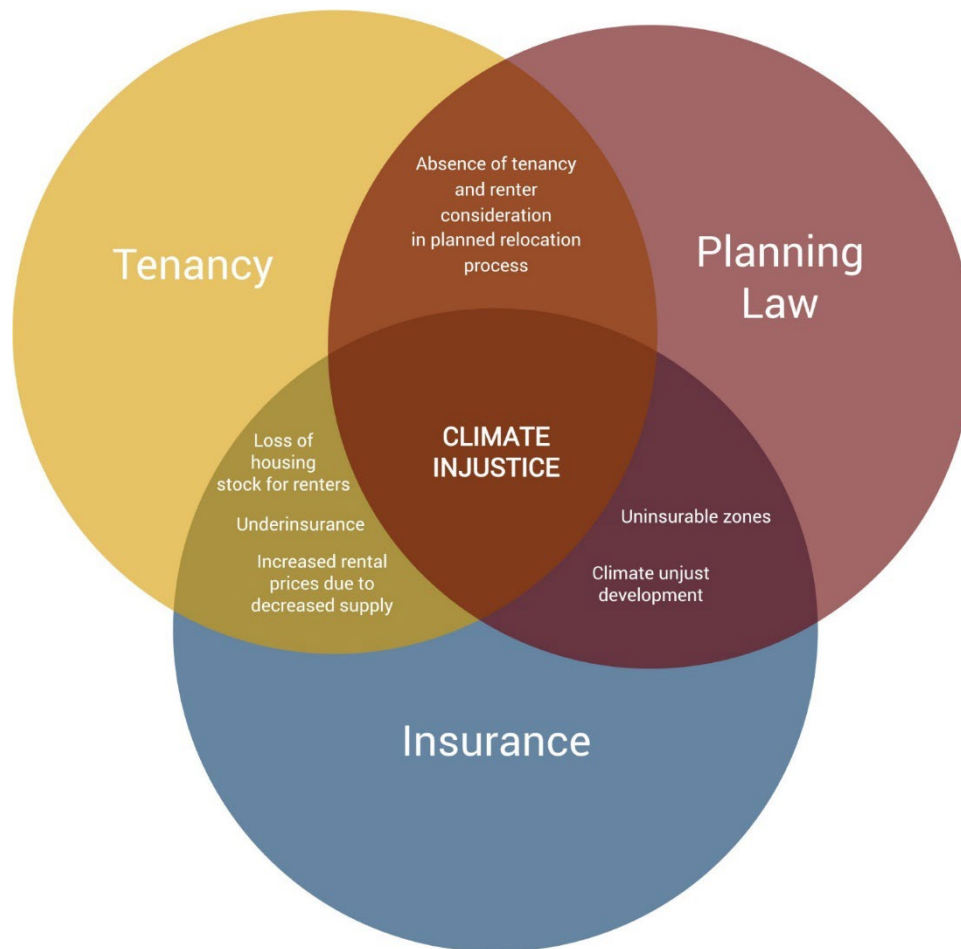 Absence of tenancy
and renter
consideration
in planned relocation
process
Tenancy
Planning
Law
Loss of
housing
stock for renters
Underinsurance
Increased rental
prices due to
decreased supply
CLIMATE
INJUSTICE
Uninsurable zones
Climate unjust
development
Insurance